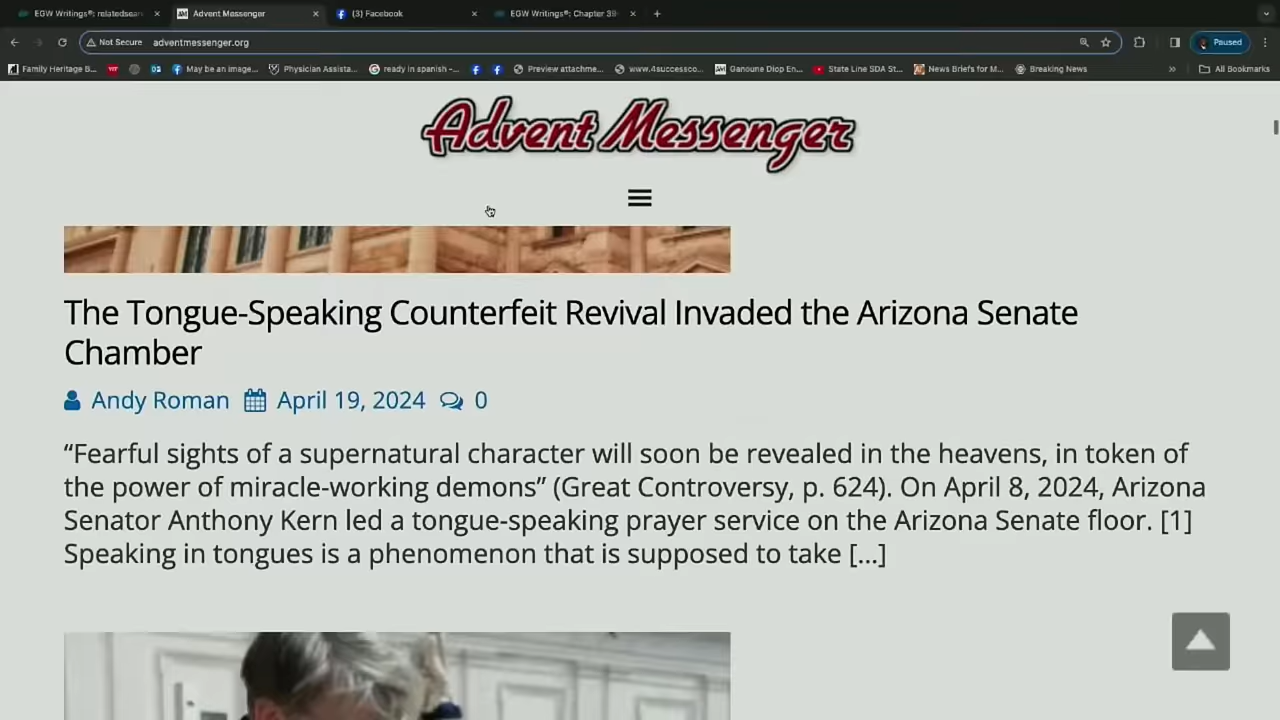 EGW Writings®: relatedsear
Advent Messenger
(3) Facebook
EGW Writings®: Chapter 39
Not Secure
adventmessenger.org
Paused
Family Heritage B...
May be an image...
Physician Assista...
ready in spanish -...
Preview attachme...
www.4successco...
Ganoune Diop En...
State Line SDA St...
News Briefs for M...
Breaking News
All Bookmarks
Advent Messenger
The Tongue-Speaking Counterfeit Revival Invaded the Arizona Senate
Chamber
Andy Roman April 19, 2024 0
“Fearful sights of a supernatural character will soon be revealed in the heavens, in token of
the power of miracle-working demons” (Great Controversy, p. 624). On April 8, 2024, Arizona
Senator Anthony Kern led a tongue-speaking prayer service on the Arizona Senate floor. [1]
Speaking in tongues is a phenomenon that is supposed to take [...]